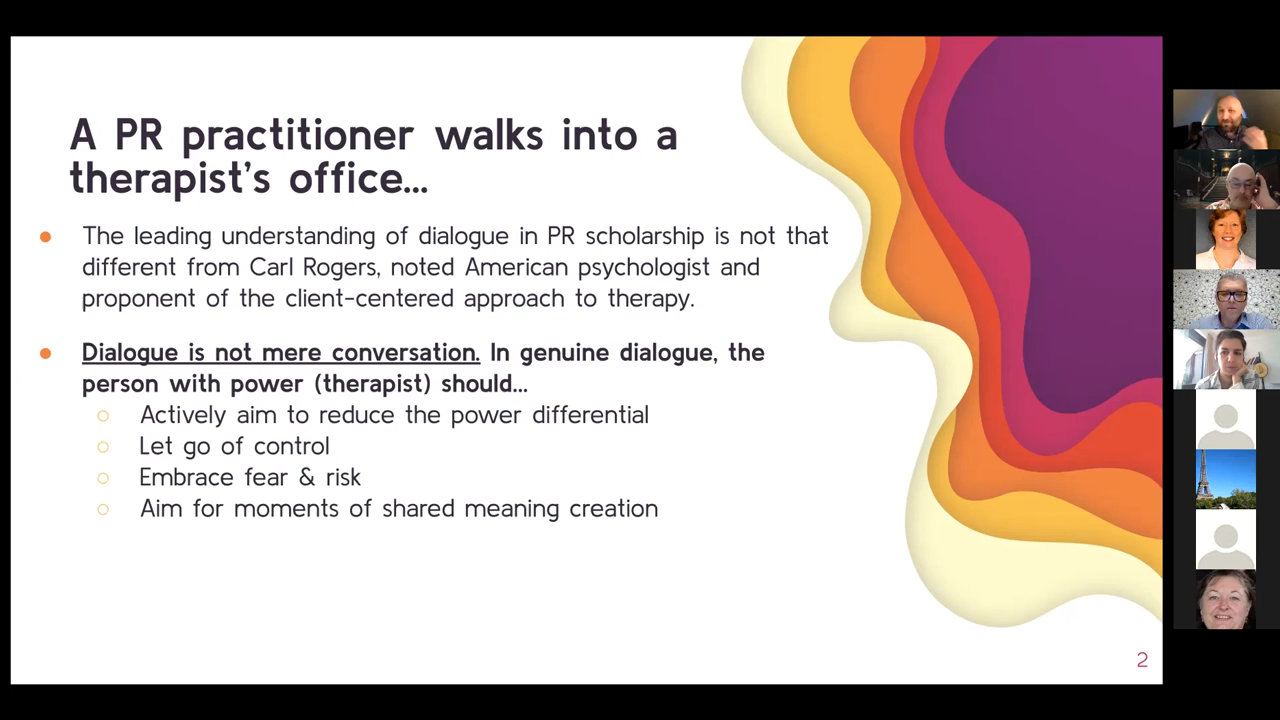 A PR practitioner walks into a
therapist’s office...
The leading understanding of dialogue in PR scholarship is not that
different from Carl Rogers, noted American psychologist and
proponent of the client-centered approach to therapy.
Dialogue is not mere conversation. In genuine dialogue, the
person with power (therapist) should...
Actively aim to reduce the power differential
Let go of control
Embrace fear & risk
Aim for moments of shared meaning creation
2